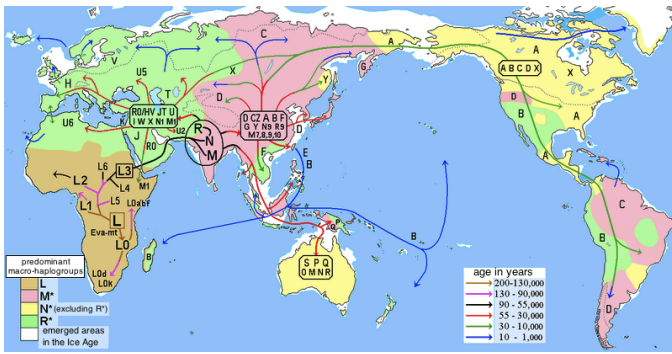 C
A
A
V
G
A
U5
X
Y
A B C D X
X
H
D
D
R0/HV JT U
I W X N1 M1
D CZ A B F
G Y N9 R9
M7,8,9,10
D
K
R
U2
N
M
B
A
U6
J
R0
F
E
B
A
L6
L3
L2
L4
M1
L1
L5
L0abF
L
Eva-mt
L0
B
L0d
L0k
Q
P
B
S P Q
O M N R
C
B
D
predominant
macro-haplogroups
L
M*
N* (excluding R*)
R*
emerged areas
in the Ice Age
age in years
200-130,000
130 - 90,000
90 - 55,000
55 - 30,000
30 - 10,000
10 - 1,000